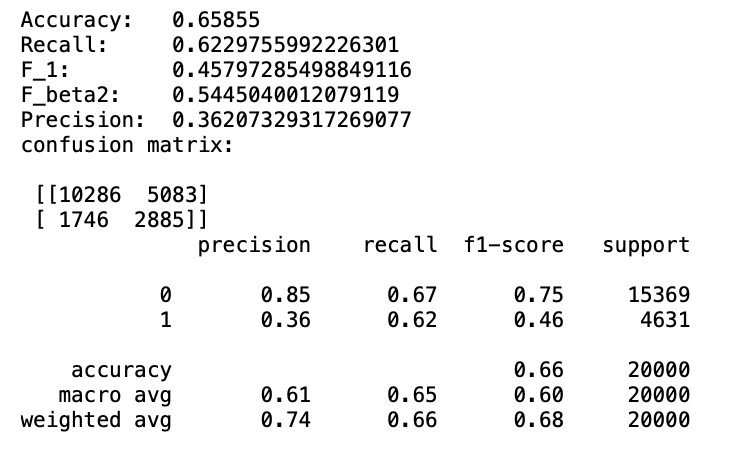 Accuracy:   0.65855
Recall:     0.6229755992226301
F_1:        0.45797285498849116
F_beta2:    0.5445040012079119
Precision:  0.36207329317269077
confusion matrix:

 [[10286  5083]
 [ 1746  2885]]
              precision    recall  f1-score   support

           0       0.85      0.67      0.75     15369
           1       0.36      0.62      0.46      4631

    accuracy                           0.66     20000
   macro avg       0.61      0.65      0.60     20000
weighted avg       0.74      0.66      0.68     20000